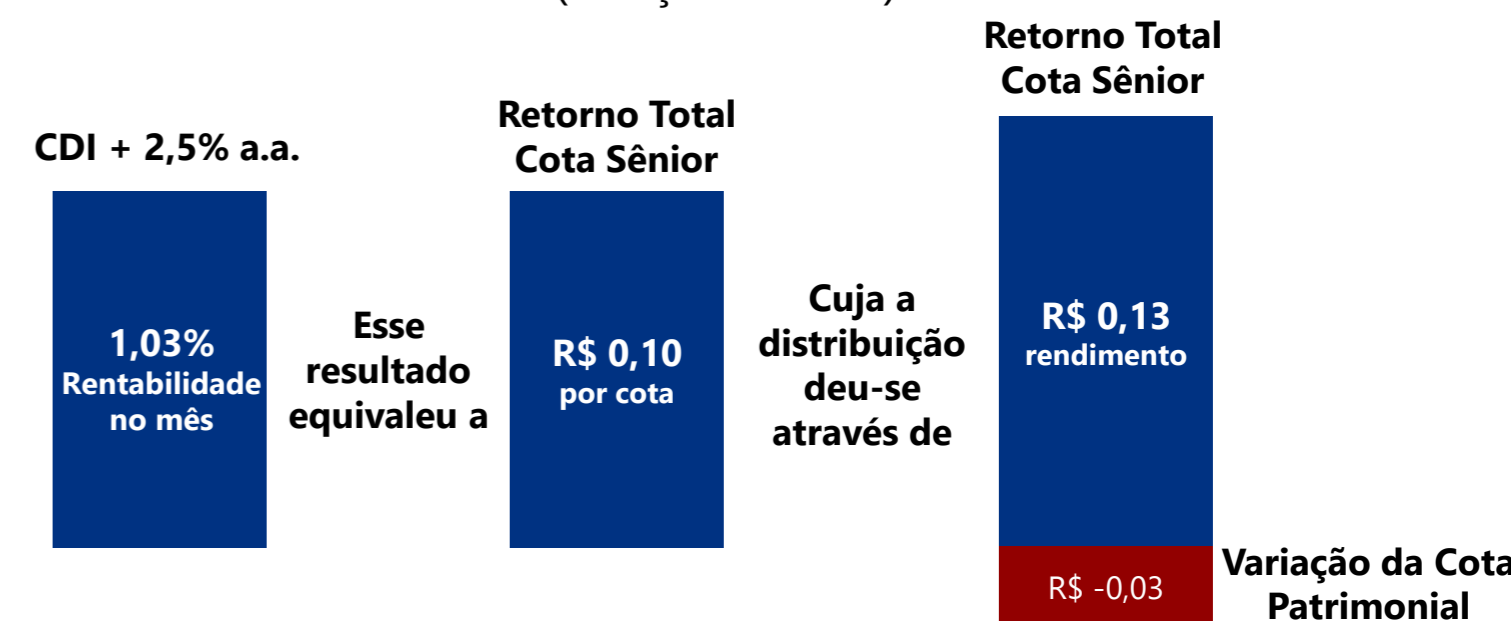 CDI + 2,5% a.a.
1,03%
Rentabilidade
no mês
Esse
resultado
equivaleu a
Retorno Total
Cota Sênior
R$ 0,10
por cota
Cuja a
distribuição
deu-se
através de
Retorno Total
Cota Sênior
R$ 0,13
rendimento
R$ -0,03
Variação da Cota
Patrimonial